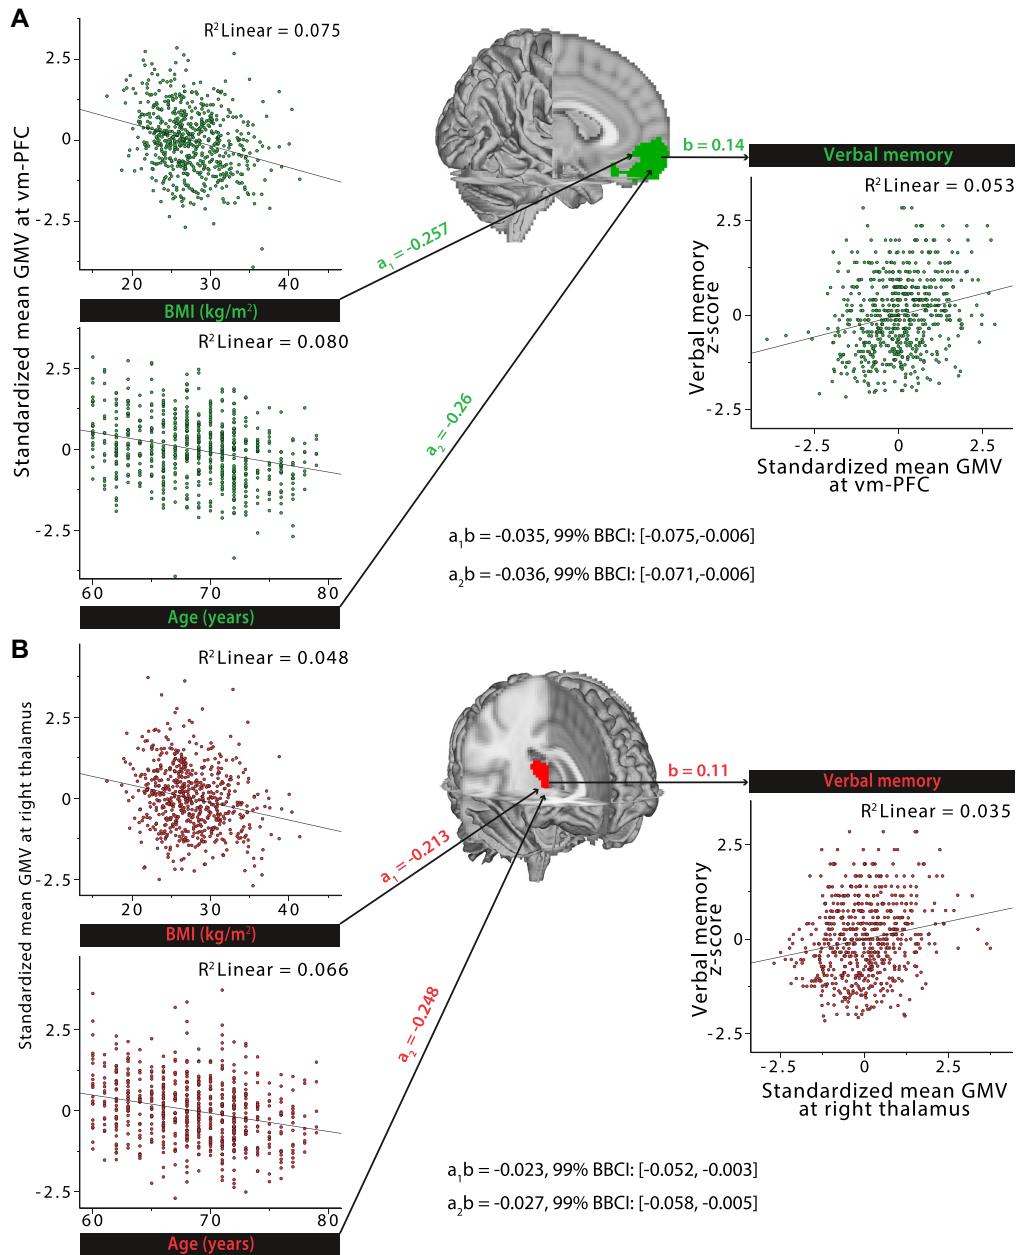 A
R² Linear = 0.075
Standardized mean GMV at vm-PFC
2.5
0
-2.5
20
30
40
BMI (kg/m²)
R² Linear = 0.080
2.5
0
-2.5
60
70
80
Age (years)
a₁ = -0.257
a₂ = -0.26
b = 0.14
Verbal memory
R² Linear = 0.053
Verbal memory
z-score
2.5
0
-2.5
-2.5
0
2.5
Standardized mean GMV
at vm-PFC
a₁b = -0.035, 99% BBCI: [-0.075,-0.006]
a₂b = -0.036, 99% BBCI: [-0.071,-0.006]
B
R² Linear = 0.048
Standardized mean GMV at right thalamus
2.5
0
-2.5
20
30
40
BMI (kg/m²)
R² Linear = 0.066
2.5
0
-2.5
60
70
80
Age (years)
a₁ = -0.213
a₂ = -0.248
b = 0.11
Verbal memory
R² Linear = 0.035
Verbal memory
z-score
2.5
0
-2.5
-2.5
0
2.5
Standardized mean GMV
at right thalamus
a₁b = -0.023, 99% BBCI: [-0.052, -0.003]
a₂b = -0.027, 99% BBCI: [-0.058, -0.005]